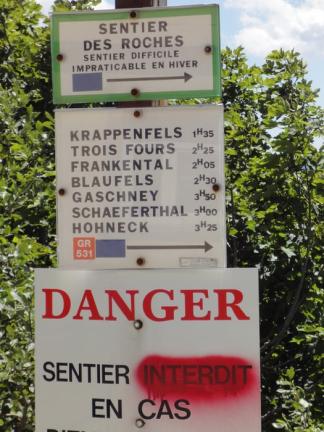 SENTIER
DES ROCHES
SENTIER DIFFICILE
IMPRATICABLE EN HIVER
KRAPPENFELS 1H35
TROIS FOURS 2H25
FRANKENTAL 2H05
BLAUFELS 2H30
GASCHNEY 3H50
SCHAEFERTHAL 3H00
HOHNECK 3H25
GR
531
DANGER
SENTIER INTERDIT
EN CAS